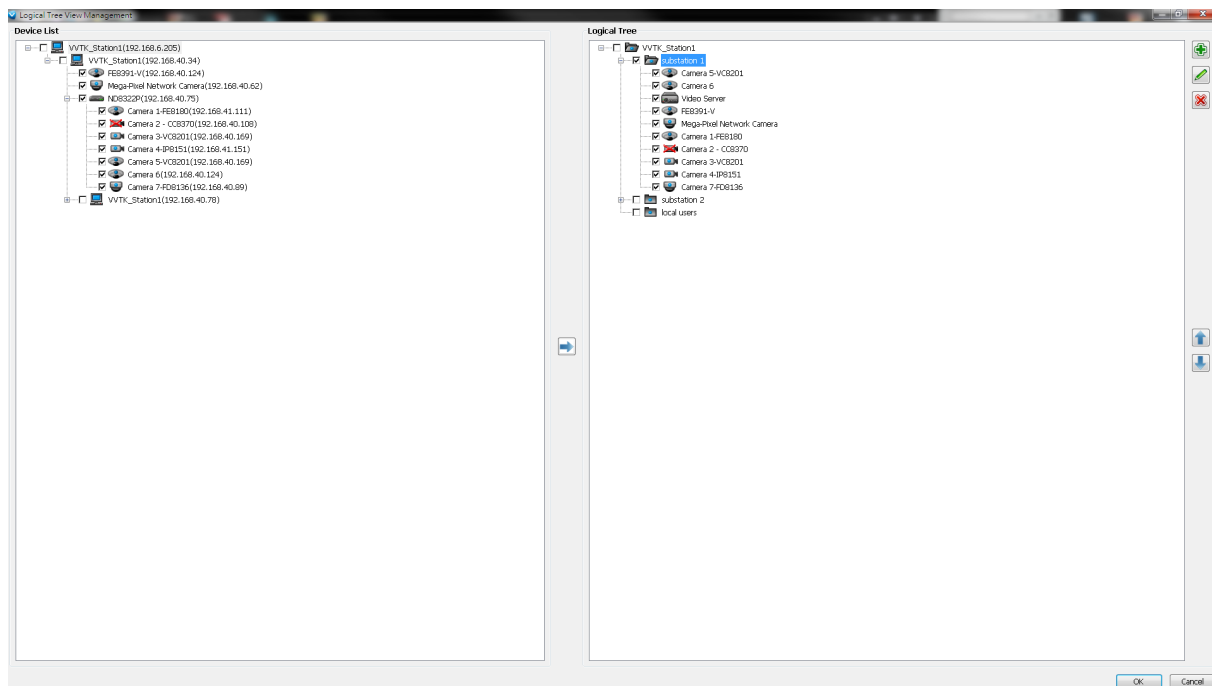 Logical Tree View Management
Device List
VVTK_Station1(192.168.6.205)
VVTK_Station1(192.168.40.34)
FE8391-V(192.168.40.124)
Mega-Pixel Network Camera(192.168.40.62)
ND8322P(192.168.40.75)
Camera 1-FE8180(192.168.41.111)
Camera 2 - CC8370(192.168.40.108)
Camera 3-VC8201(192.168.40.169)
Camera 4-IP8151(192.168.41.151)
Camera 5-VC8201(192.168.40.169)
Camera 6(192.168.40.124)
Camera 7-FD8136(192.168.40.89)
VVTK_Station1(192.168.40.78)
Logical Tree
VVTK_Station1
substation 1
Camera 5-VC8201
Camera 6
Video Server
FE8391-V
Mega-Pixel Network Camera
Camera 1-FE8180
Camera 2 - CC8370
Camera 3-VC8201
Camera 4-IP8151
Camera 7-FD8136
substation 2
local users
OK
Cancel